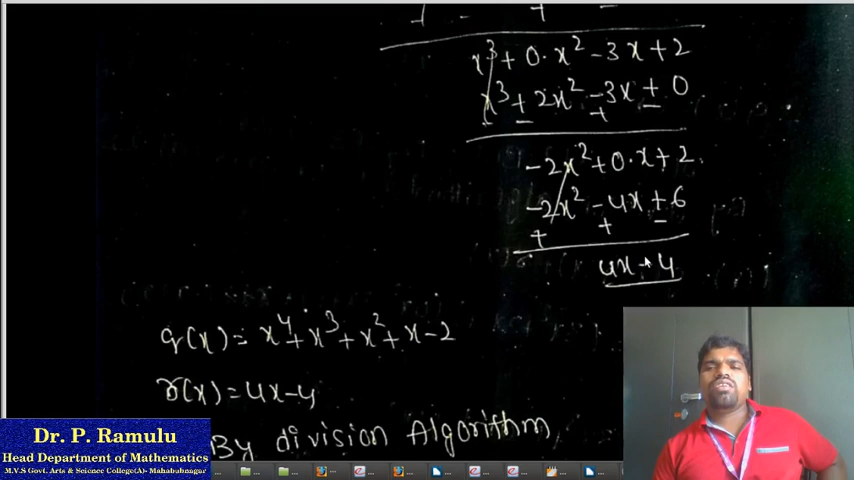 x³ + 0·x² - 3x + 2
x³ + 2x² - 3x + 0
- + -
-2x² + 0·x + 2
-2x² - 4x + 6
+ + -
4x - 4
q(x) = x⁴ + x³ + x² + x - 2
r(x) = 4x - 4
By division Algorithm
Dr. P. Ramulu
Head Department of Mathematics
M.V.S Govt. Arts & Science College(A)- Mahabubnagar